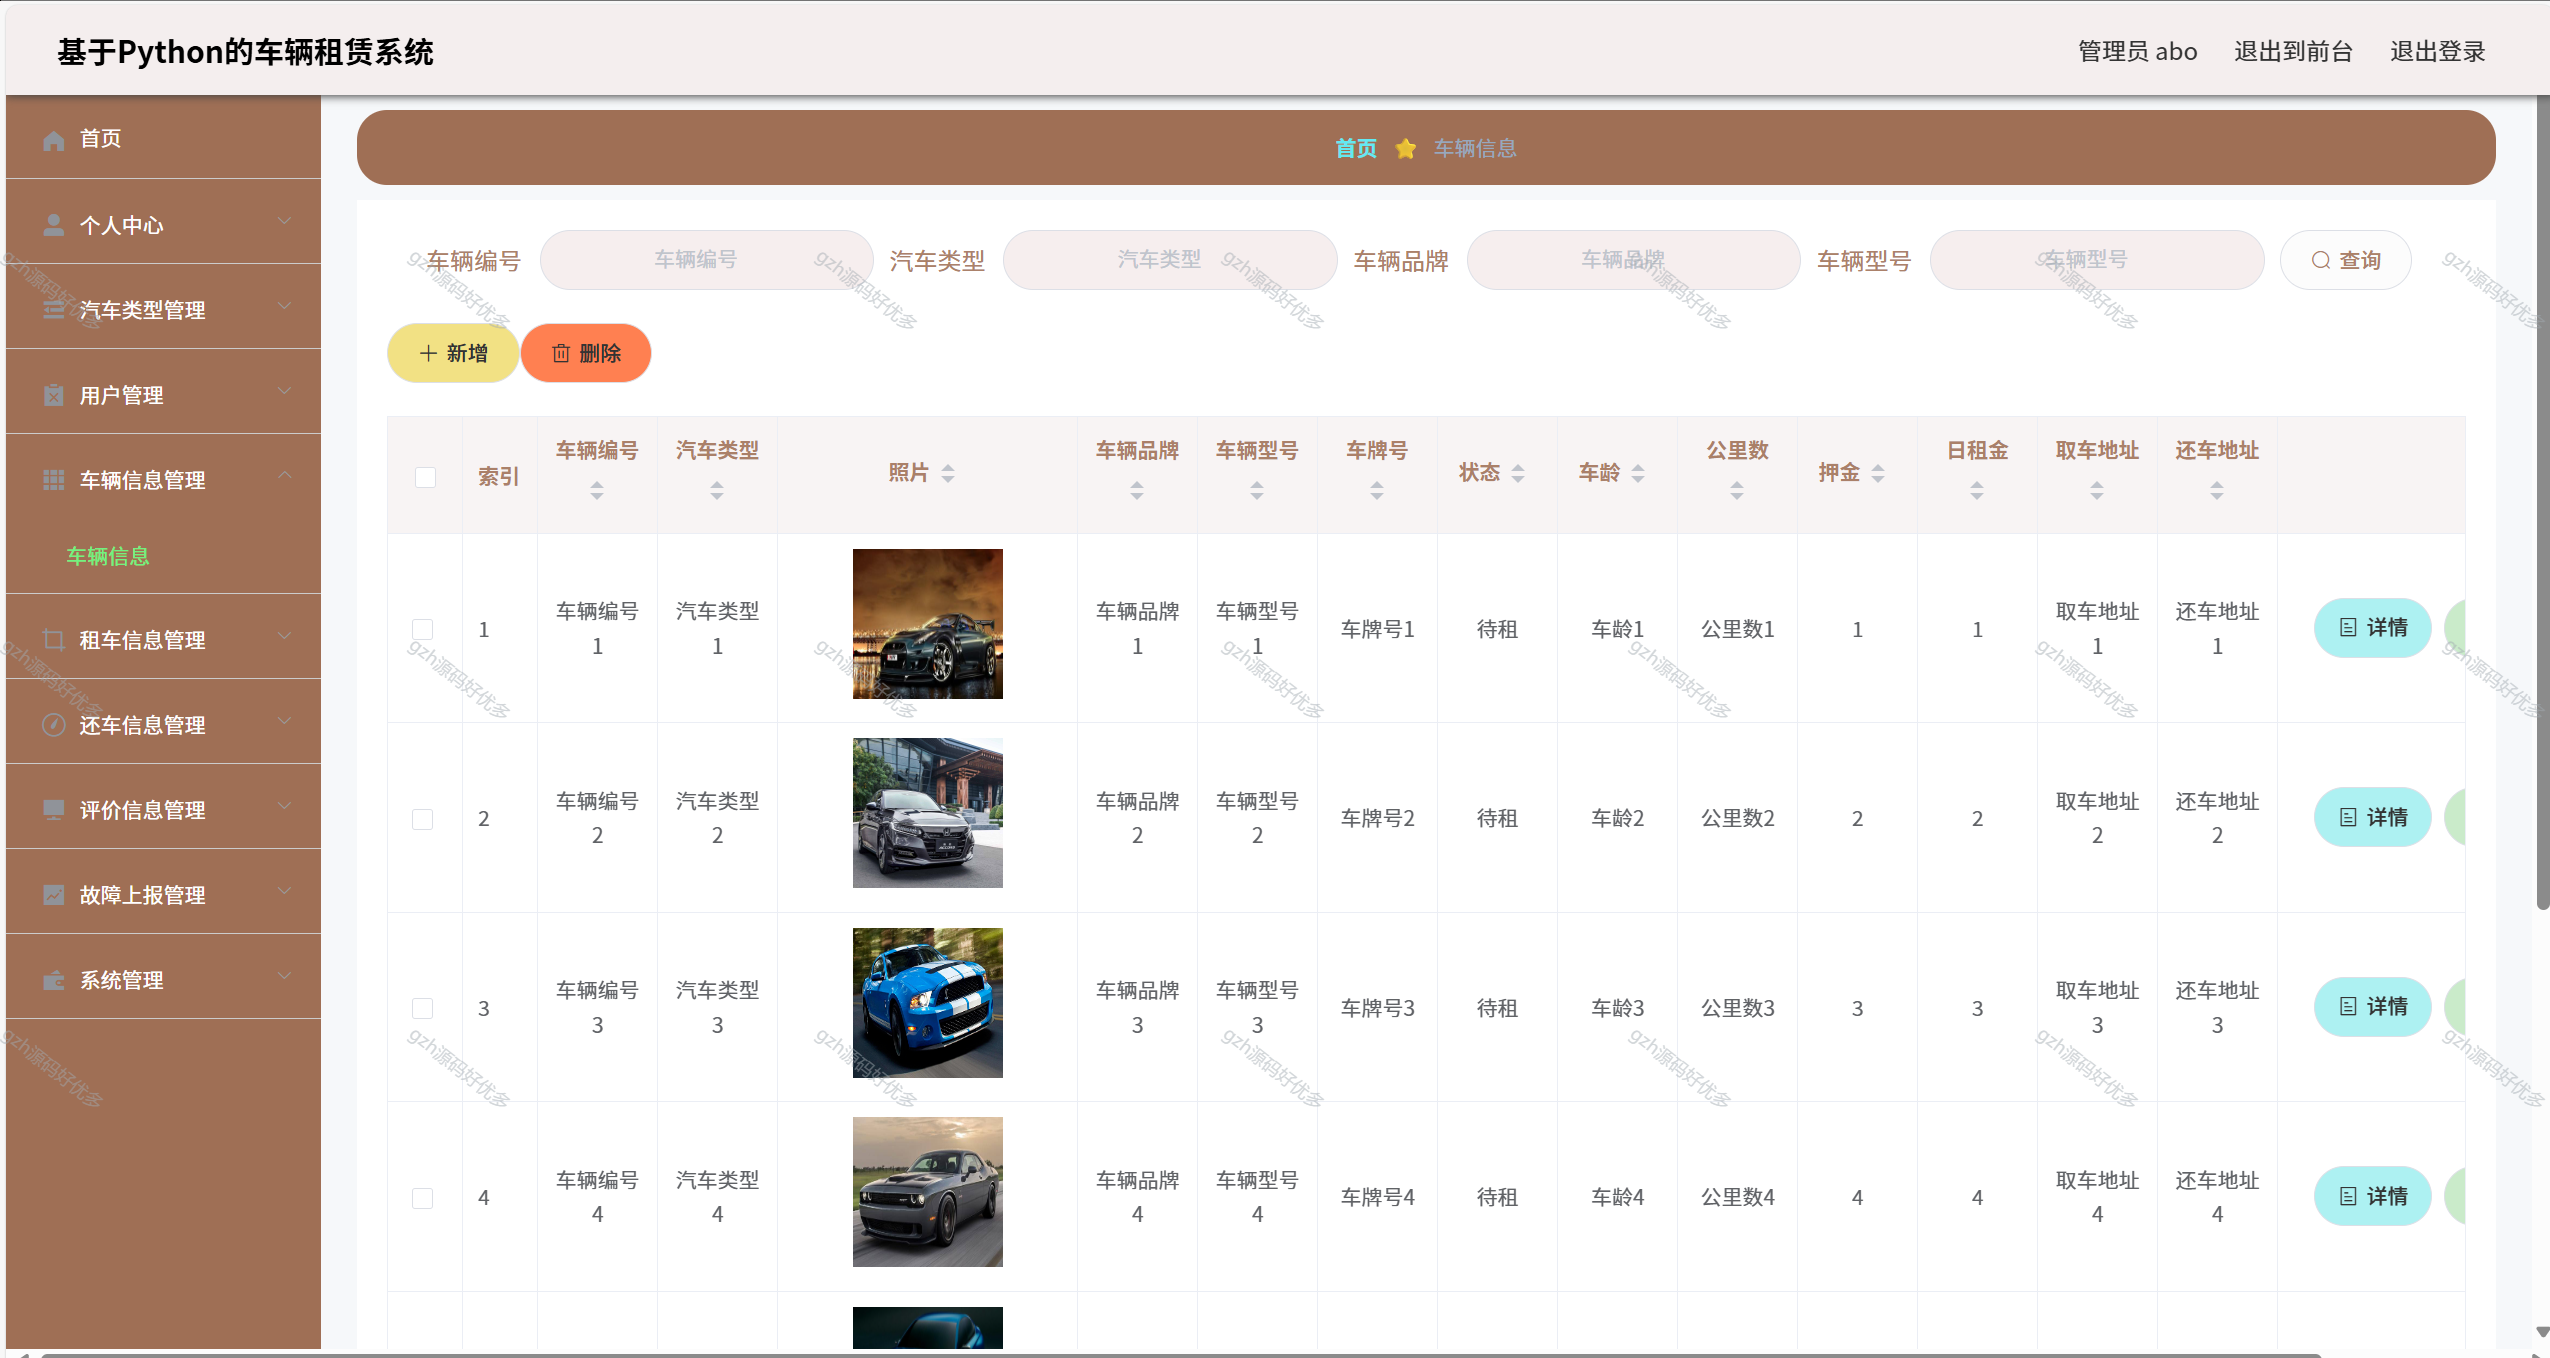 基于Python的车辆租赁系统
管理员 abo 退出到前台 退出登录
首页
个人中心
汽车类型管理
用户管理
车辆信息管理
车辆信息
租车信息管理
还车信息管理
评价信息管理
故障上报管理
系统管理
首页 车辆信息
车辆编号 车辆编号 汽车类型 汽车类型 车辆品牌 车辆品牌 车辆型号 车辆型号 查询
新增 删除
索引 车辆编号 汽车类型 照片 车辆品牌 车辆型号 车牌号 状态 车龄 公里数 押金 日租金 取车地址 还车地址
1 车辆编号1 汽车类型1 车辆品牌1 车辆型号1 车牌号1 待租 车龄1 公里数1 1 1 取车地址1 还车地址1 详情
2 车辆编号2 汽车类型2 车辆品牌2 车辆型号2 车牌号2 待租 车龄2 公里数2 2 2 取车地址2 还车地址2 详情
3 车辆编号3 汽车类型3 车辆品牌3 车辆型号3 车牌号3 待租 车龄3 公里数3 3 3 取车地址3 还车地址3 详情
4 车辆编号4 汽车类型4 车辆品牌4 车辆型号4 车牌号4 待租 车龄4 公里数4 4 4 取车地址4 还车地址4 详情
gzh源码好优多